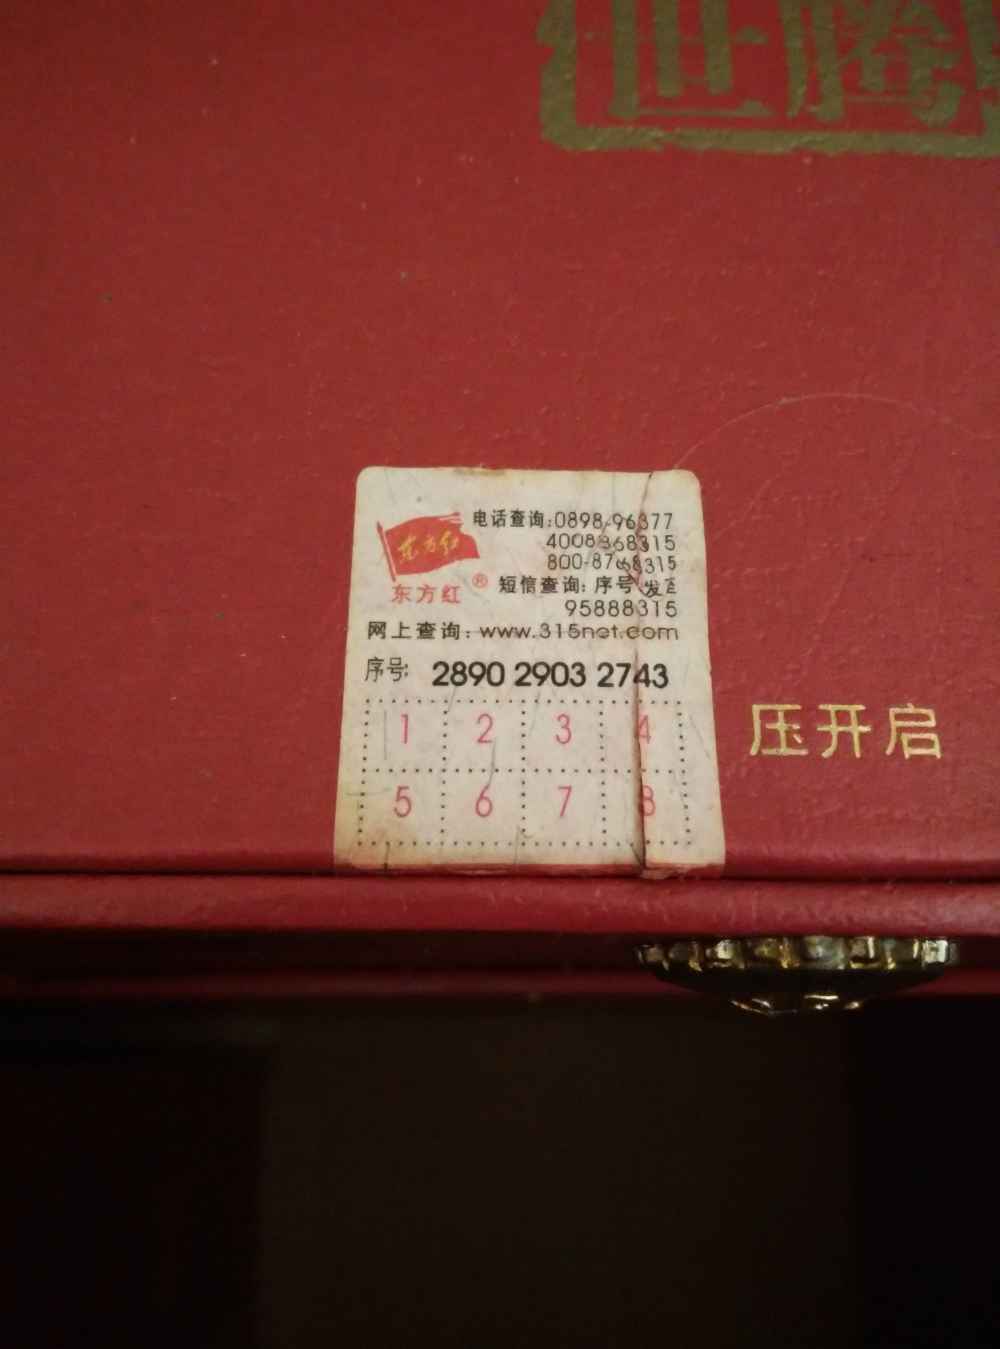 世腾
东方红
东方红®
电话查询:0898-96377
4008868315
800-8768315
短信查询:序号发至
95888315
网上查询:www.315net.com
序号: 2890 2903 2743
1 2 3 4
5 6 7 8
压开启